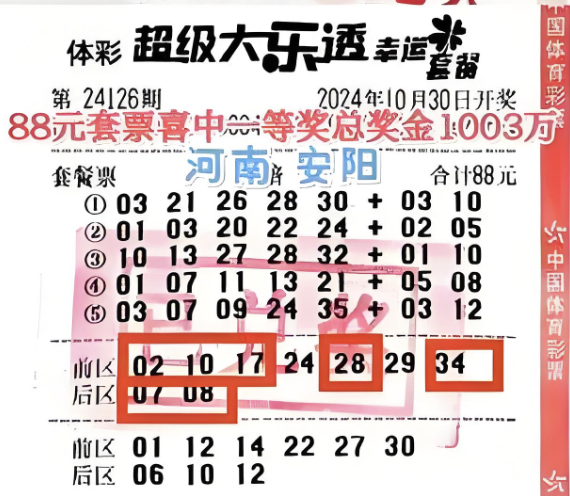 体彩 超级大乐透 幸运套餐
第 24126期 2024年10月30日开奖
88元套票喜中一等奖总奖金1003万
河南 安阳
套餐票 合计88元
① 03 21 26 28 30 + 03 10
② 01 03 20 22 24 + 02 05
③ 10 13 27 28 32 + 01 10
④ 01 07 11 13 21 + 05 08
⑤ 03 07 09 24 35 + 03 12
前区 02 10 17 24 28 29 34
后区 07 08
前区 01 12 14 22 27 30
后区 06 10 12
已兑奖
中国体育彩票